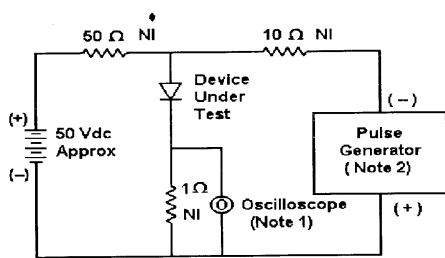 50 Ω NI
10 Ω NI
Device
Under
Test
(+)
50 Vdc
Approx
(−)
1Ω
NI
Oscilloscope
(Note 1)
(−)
Pulse
Generator
( Note 2)
(+)